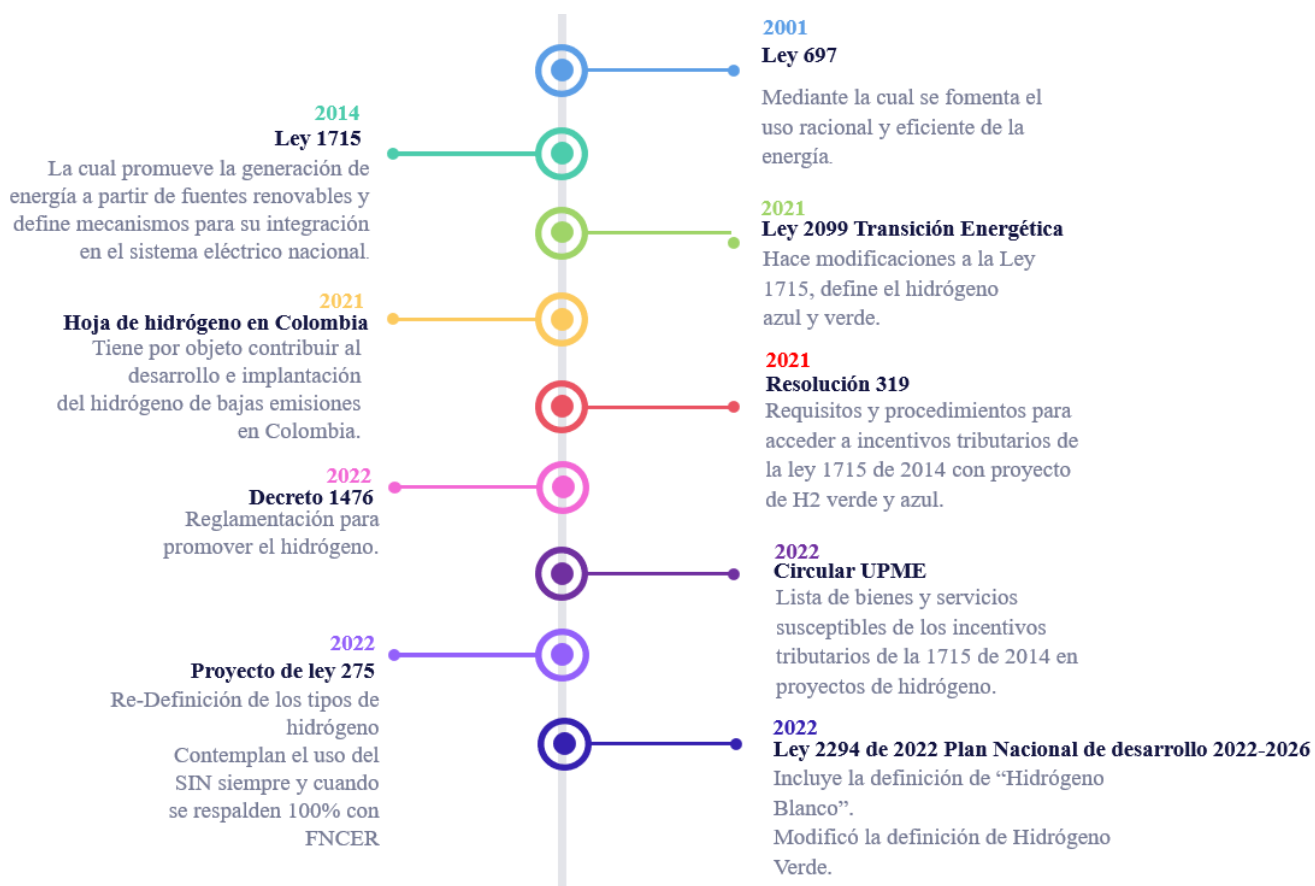 2001
Ley 697
Mediante la cual se fomenta el
uso racional y eficiente de la
energía.
2014
Ley 1715
La cual promueve la generación de
energía a partir de fuentes renovables y
define mecanismos para su integración
en el sistema eléctrico nacional.
2021
Ley 2099 Transición Energética
Hace modificaciones a la Ley
1715, define el hidrógeno
azul y verde.
2021
Hoja de hidrógeno en Colombia
Tiene por objeto contribuir al
desarrollo e implantación
del hidrógeno de bajas emisiones
en Colombia.
2021
Resolución 319
Requisitos y procedimientos para
acceder a incentivos tributarios de
la ley 1715 de 2014 con proyecto
de H2 verde y azul.
2022
Decreto 1476
Reglamentación para
promover el hidrógeno.
2022
Circular UPME
Lista de bienes y servicios
susceptibles de los incentivos
tributarios de la 1715 de 2014 en
proyectos de hidrógeno.
2022
Proyecto de ley 275
Re-Definición de los tipos de
hidrógeno
Contemplan el uso del
SIN siempre y cuando
se respalden 100% con
FNCER
2022
Ley 2294 de 2022 Plan Nacional de desarrollo 2022-2026
Incluye la definición de “Hidrógeno
Blanco”.
Modificó la definición de Hidrógeno
Verde.